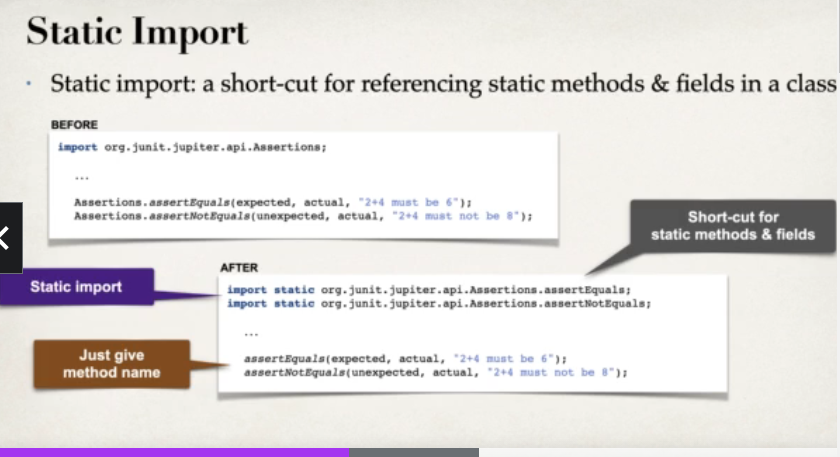 Static Import
• Static import: a short-cut for referencing static methods & fields in a class
BEFORE
import org.junit.jupiter.api.Assertions;
...
Assertions.assertEquals(expected, actual, "2+4 must be 6");
Assertions.assertNotEquals(unexpected, actual, "2+4 must not be 8");
Short-cut for
static methods & fields
AFTER
Static import
import static org.junit.jupiter.api.Assertions.assertEquals;
import static org.junit.jupiter.api.Assertions.assertNotEquals;
...
Just give
method name
assertEquals(expected, actual, "2+4 must be 6");
assertNotEquals(unexpected, actual, "2+4 must not be 8");